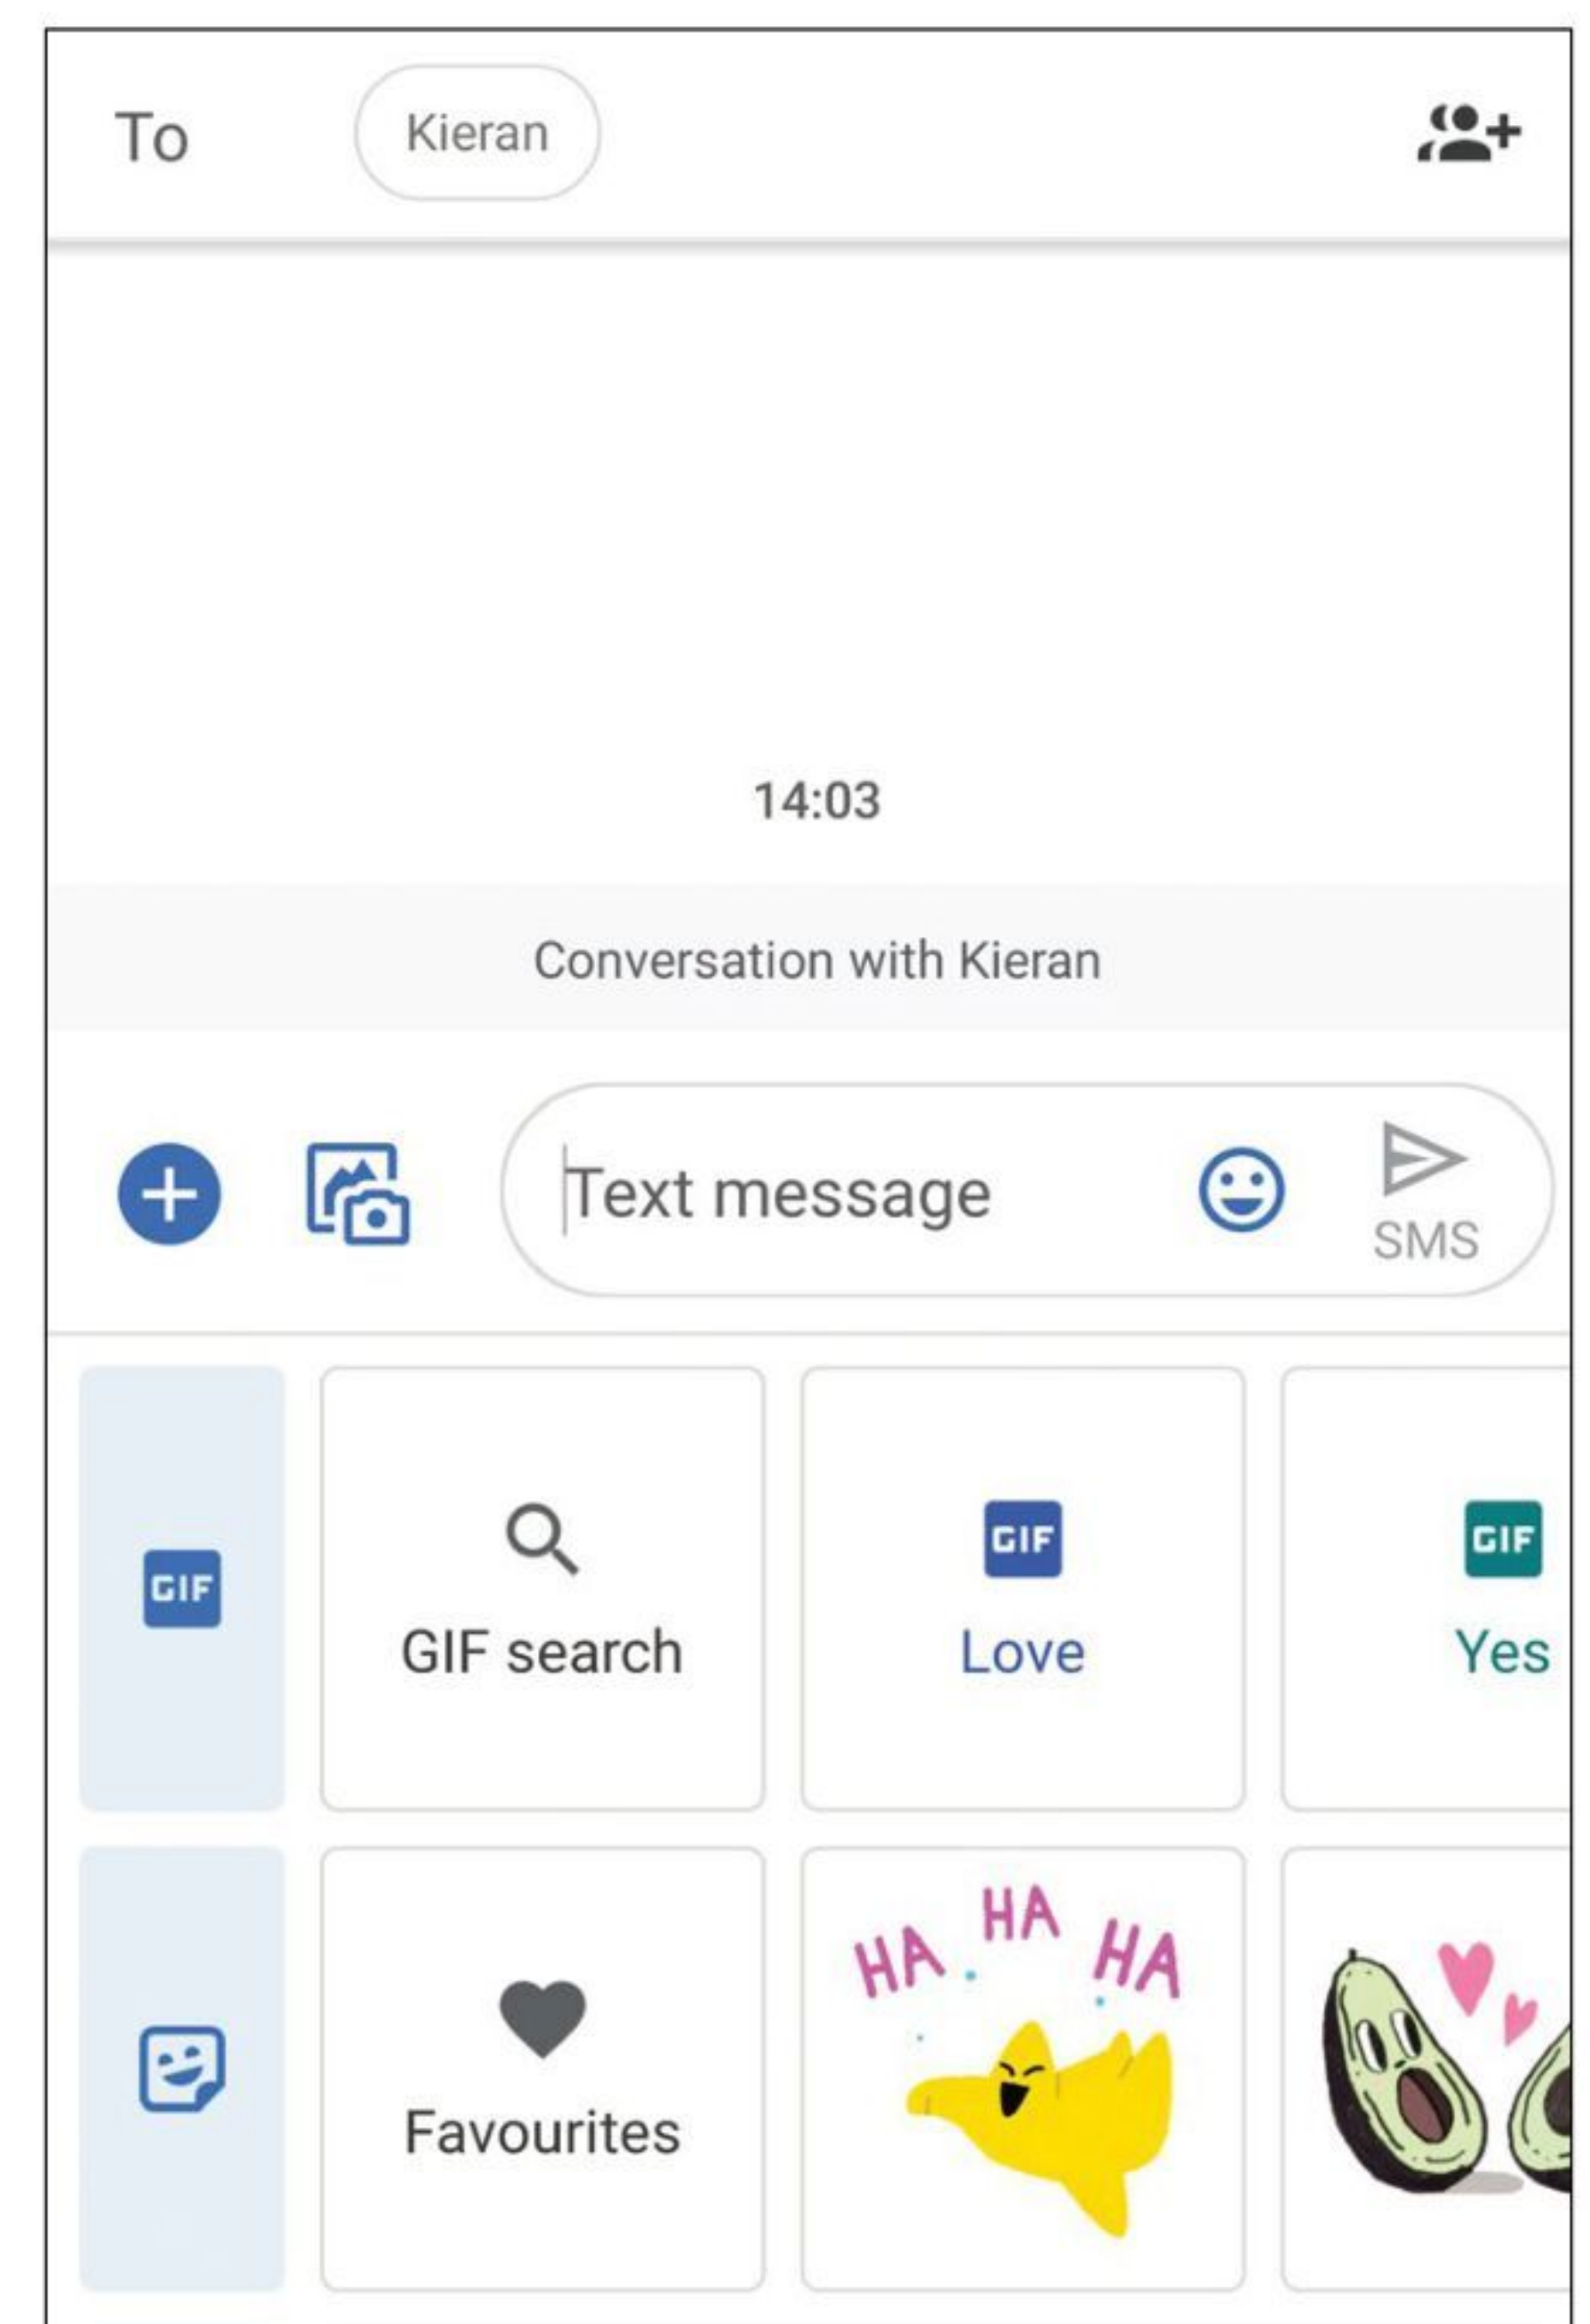 To Kieran
14:03
Conversation with Kieran
Text message
SMS
GIF GIF GIF
GIF search Love Yes
HA HA HA
Favourites